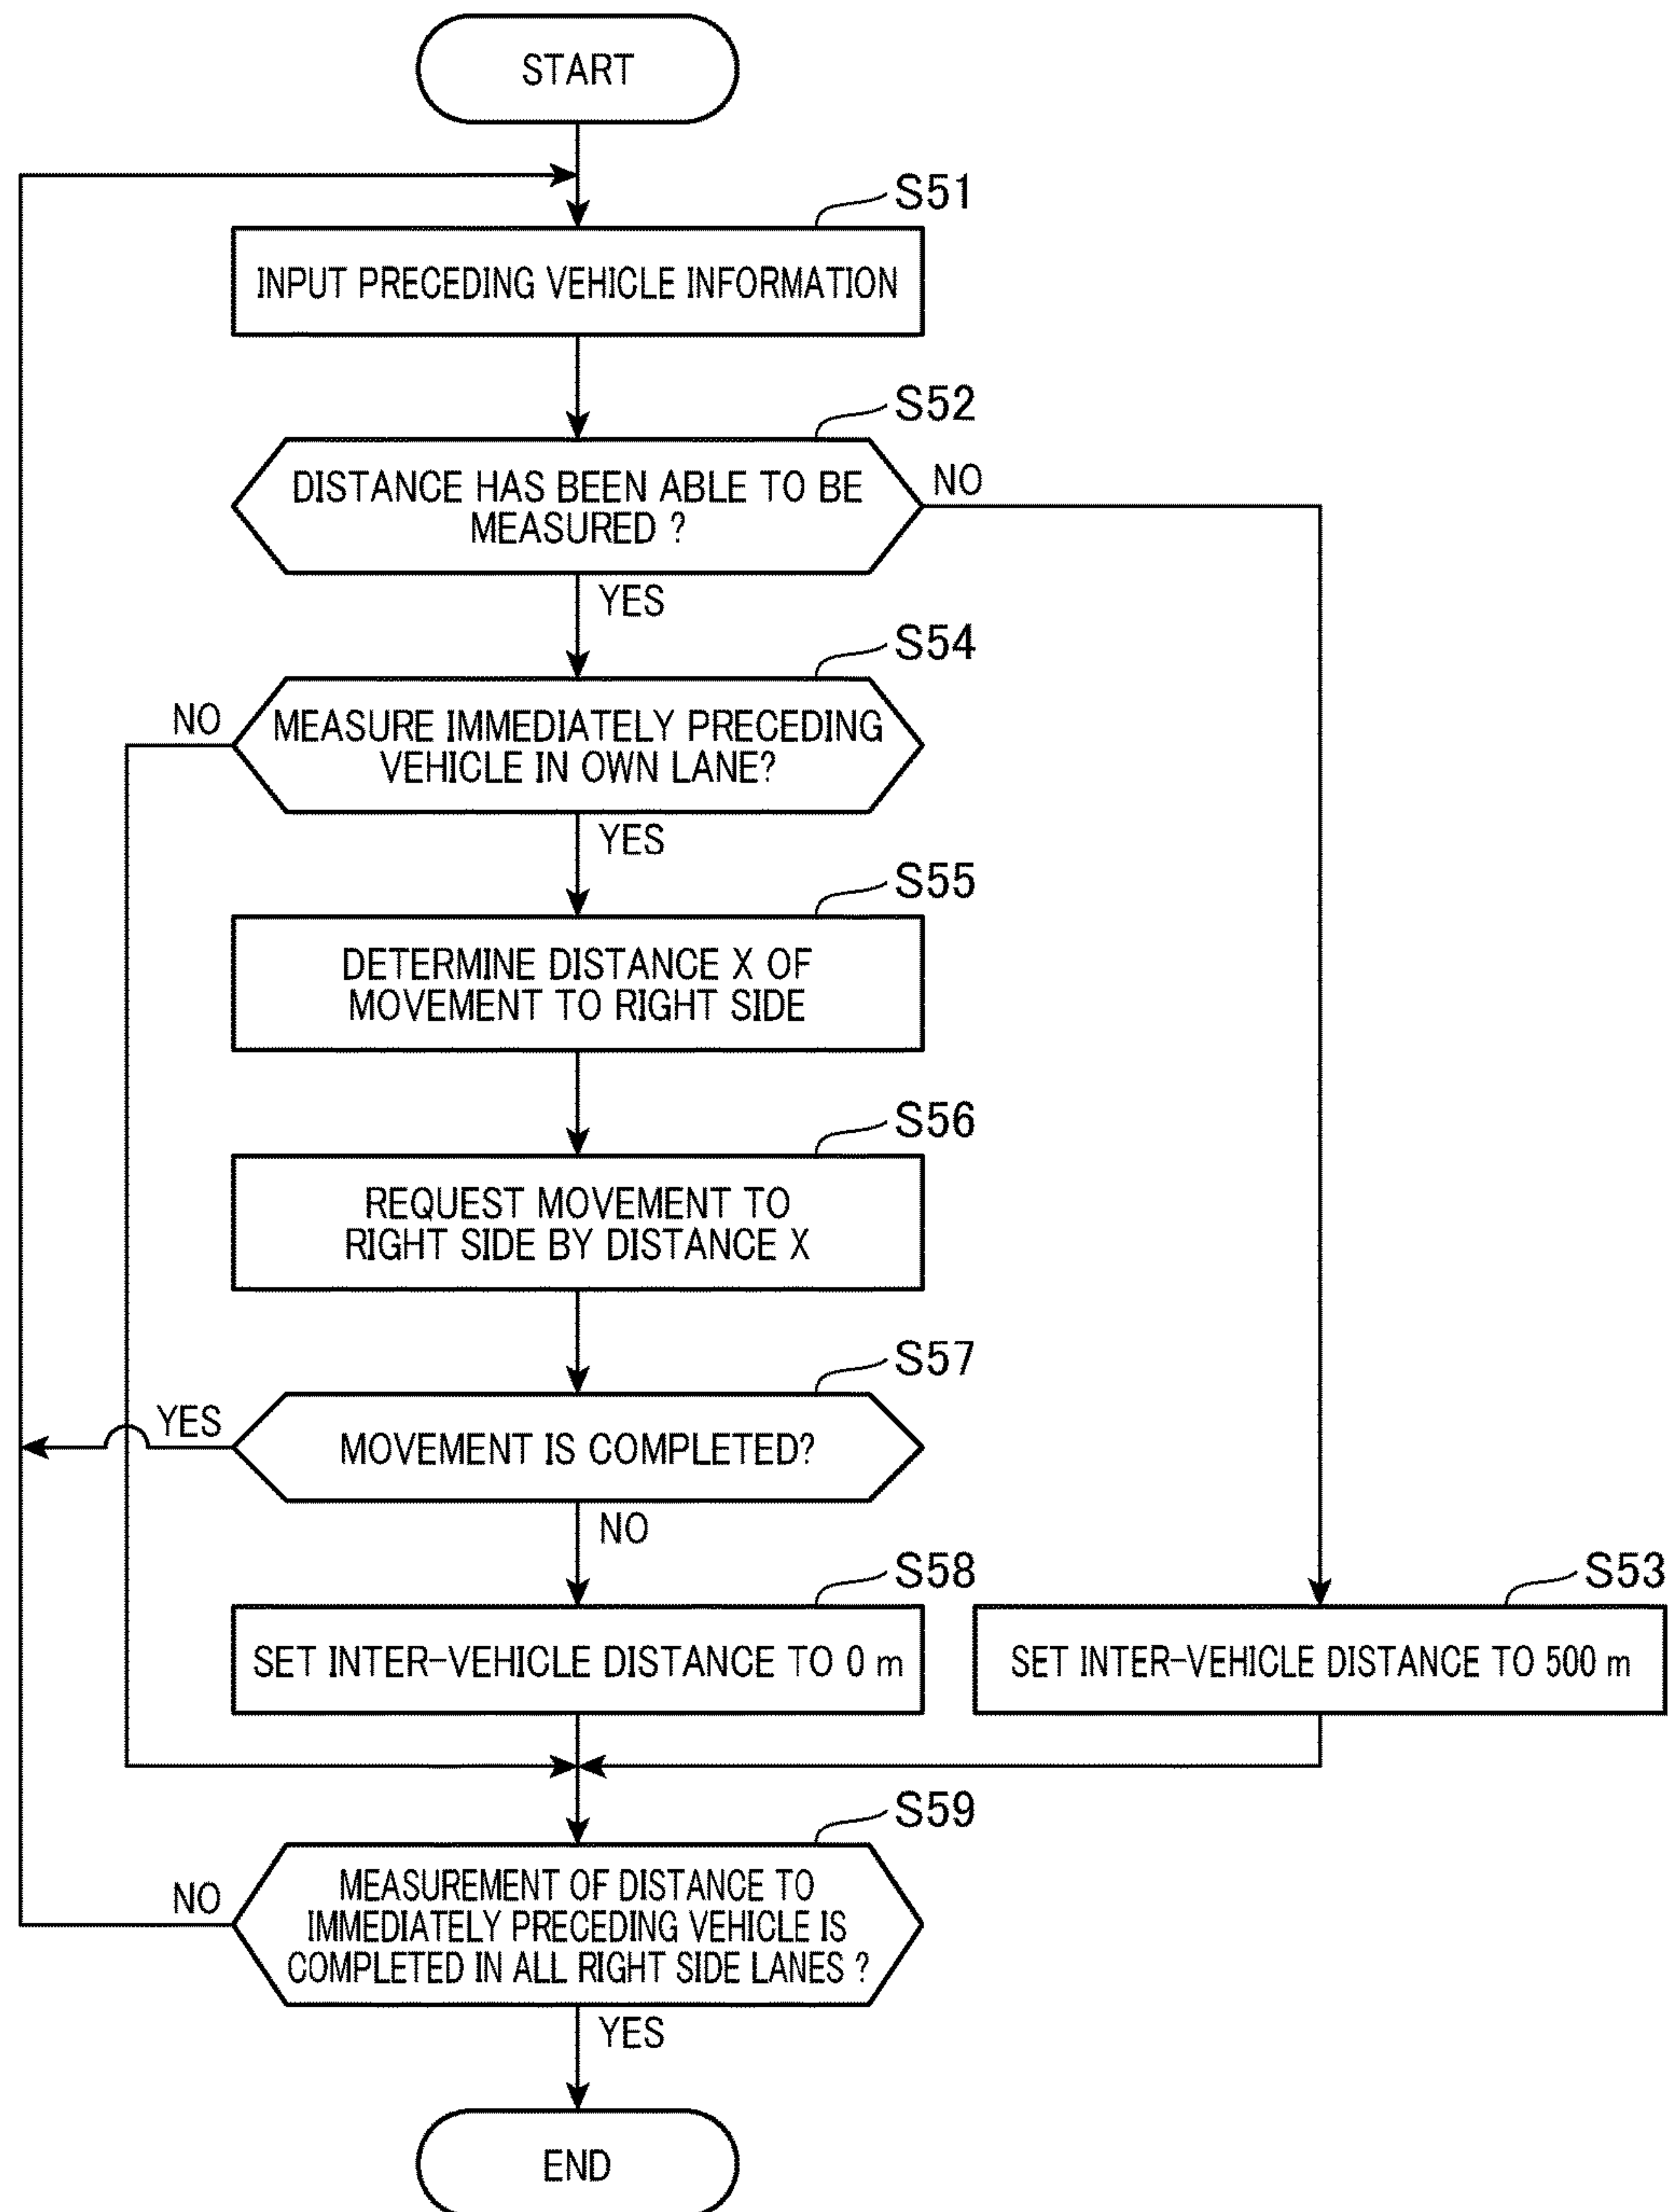 START
S51
INPUT PRECEDING VEHICLE INFORMATION
S52
DISTANCE HAS BEEN ABLE TO BE
MEASURED ?
NO
YES
S54
NO
MEASURE IMMEDIATELY PRECEDING
VEHICLE IN OWN LANE?
YES
S55
DETERMINE DISTANCE X OF
MOVEMENT TO RIGHT SIDE
S56
REQUEST MOVEMENT TO
RIGHT SIDE BY DISTANCE X
S57
YES
MOVEMENT IS COMPLETED?
NO
S58
SET INTER-VEHICLE DISTANCE TO 0 m
S53
SET INTER-VEHICLE DISTANCE TO 500 m
S59
NO
MEASUREMENT OF DISTANCE TO
IMMEDIATELY PRECEDING VEHICLE IS
COMPLETED IN ALL RIGHT SIDE LANES ?
YES
END